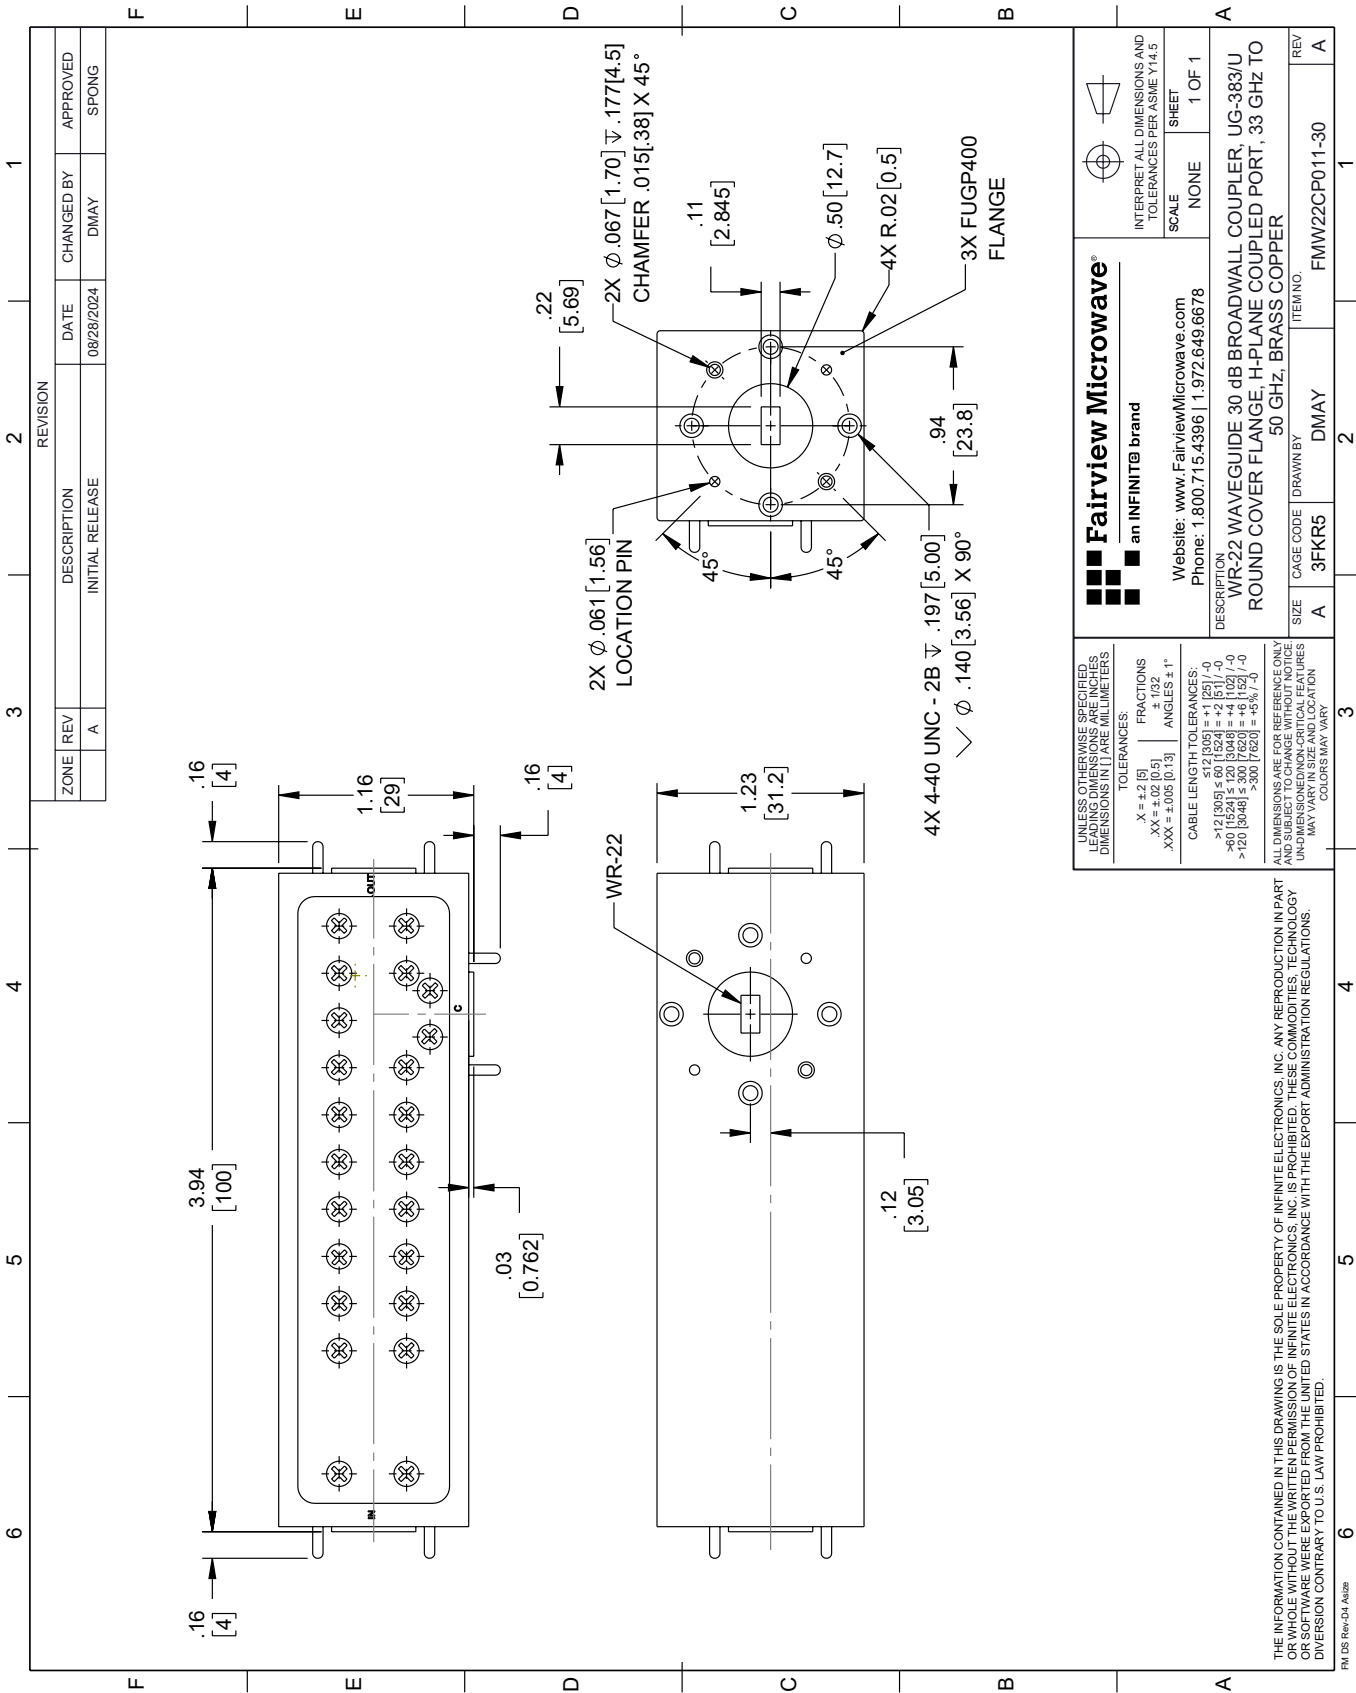 REVISION
ZONE REV DESCRIPTION DATE CHANGED BY APPROVED
A INITIAL RELEASE 08/28/2024 DMAY SPONG
6 5 4 3 2 1
F
E
D
C
B
A
F
E
D
C
B
A
6 5 4 3 2 1
.16
[4]
3.94
[100]
.16
[4]
1.16
[29]
IN
OUT
C
.03
[0.762]
.16
[4]
.22
[5.69]
2X ⌀.061 [1.56]
LOCATION PIN
2X ⌀.067 [1.70] ↧ .177[4.5]
CHAMFER .015[.38] X 45°
.11
[2.845]
⌀.50 [12.7]
4X R.02 [0.5]
3X FUGP400
FLANGE
45°
45°
.94
[23.8]
4X 4-40 UNC - 2B ↧ .197 [5.00]
⌵ ⌀ .140 [3.56] X 90°
WR-22
1.23
[31.2]
.12
[3.05]
UNLESS OTHERWISE SPECIFIED
LEADING DIMENSIONS ARE INCHES
DIMENSIONS IN [ ] ARE MILLIMETERS
TOLERANCES:
.X = ±.2 [5]
.XX = ±.02 [0.5]
.XXX = ±.005 [0.13]
FRACTIONS
± 1/32
ANGLES ± 1°
CABLE LENGTH TOLERANCES:
≤12 [305] = +1 [25] / -0
>12 [305] ≤ 60 [1524] = +2 [51] / -0
>60 [1524] ≤ 120 [3048] = +4 [102] / -0
>120 [3048] ≤ 300 [7620] = +6 [152] / -0
>300 [7620] = +5% / -0
ALL DIMENSIONS ARE FOR REFERENCE ONLY
AND SUBJECT TO CHANGE WITHOUT NOTICE.
UN-DIMENSIONED/NON-CRITICAL FEATURES
MAY VARY IN SIZE AND LOCATION
COLORS MAY VARY
Fairview Microwave®
an INFINIT® brand
Website: www.FairviewMicrowave.com
Phone: 1.800.715.4396 | 1.972.649.6678
INTERPRET ALL DIMENSIONS AND
TOLERANCES PER ASME Y14.5
SCALE
NONE
SHEET
1 OF 1
DESCRIPTION
WR-22 WAVEGUIDE 30 dB BROADWALL COUPLER, UG-383/U
ROUND COVER FLANGE, H-PLANE COUPLED PORT, 33 GHz TO
50 GHz, BRASS COPPER
SIZE
A
CAGE CODE
3FKR5
DRAWN BY
DMAY
ITEM NO.
FMW22CP011-30
REV
A
THE INFORMATION CONTAINED IN THIS DRAWING IS THE SOLE PROPERTY OF INFINITE ELECTRONICS, INC. ANY REPRODUCTION IN PART
OR WHOLE WITHOUT THE WRITTEN PERMISSION OF INFINITE ELECTRONICS, INC. IS PROHIBITED. THESE COMMODITIES, TECHNOLOGY
OR SOFTWARE WERE EXPORTED FROM THE UNITED STATES IN ACCORDANCE WITH THE EXPORT ADMINISTRATION REGULATIONS.
DIVERSION CONTRARY TO U.S. LAW PROHIBITED.
FM DS Rev-D4 Asize